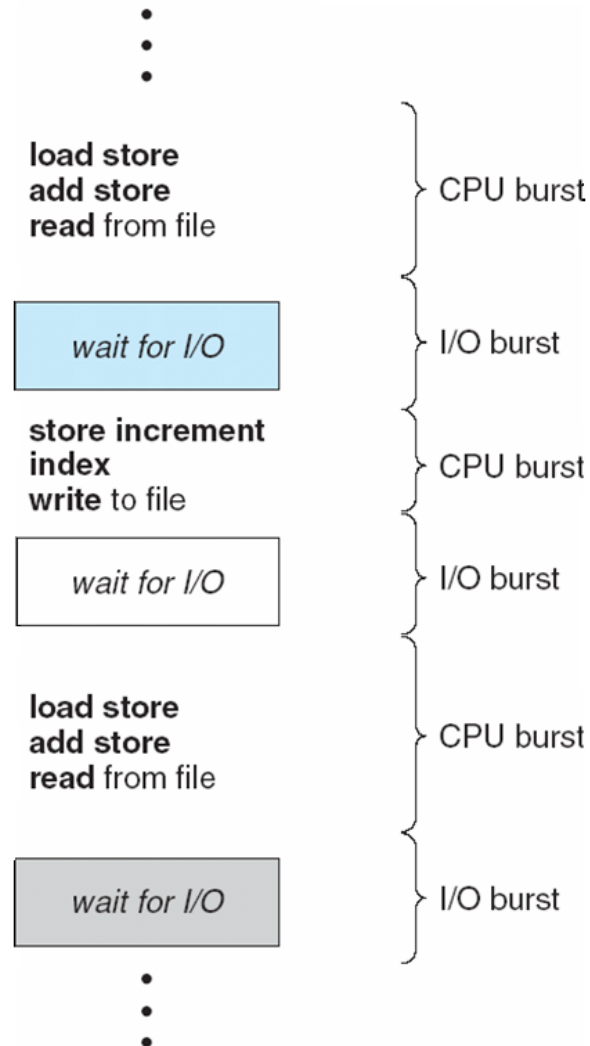 load store
add store
read from file
CPU burst
wait for I/O
I/O burst
store increment
index
write to file
CPU burst
wait for I/O
I/O burst
load store
add store
read from file
CPU burst
wait for I/O
I/O burst